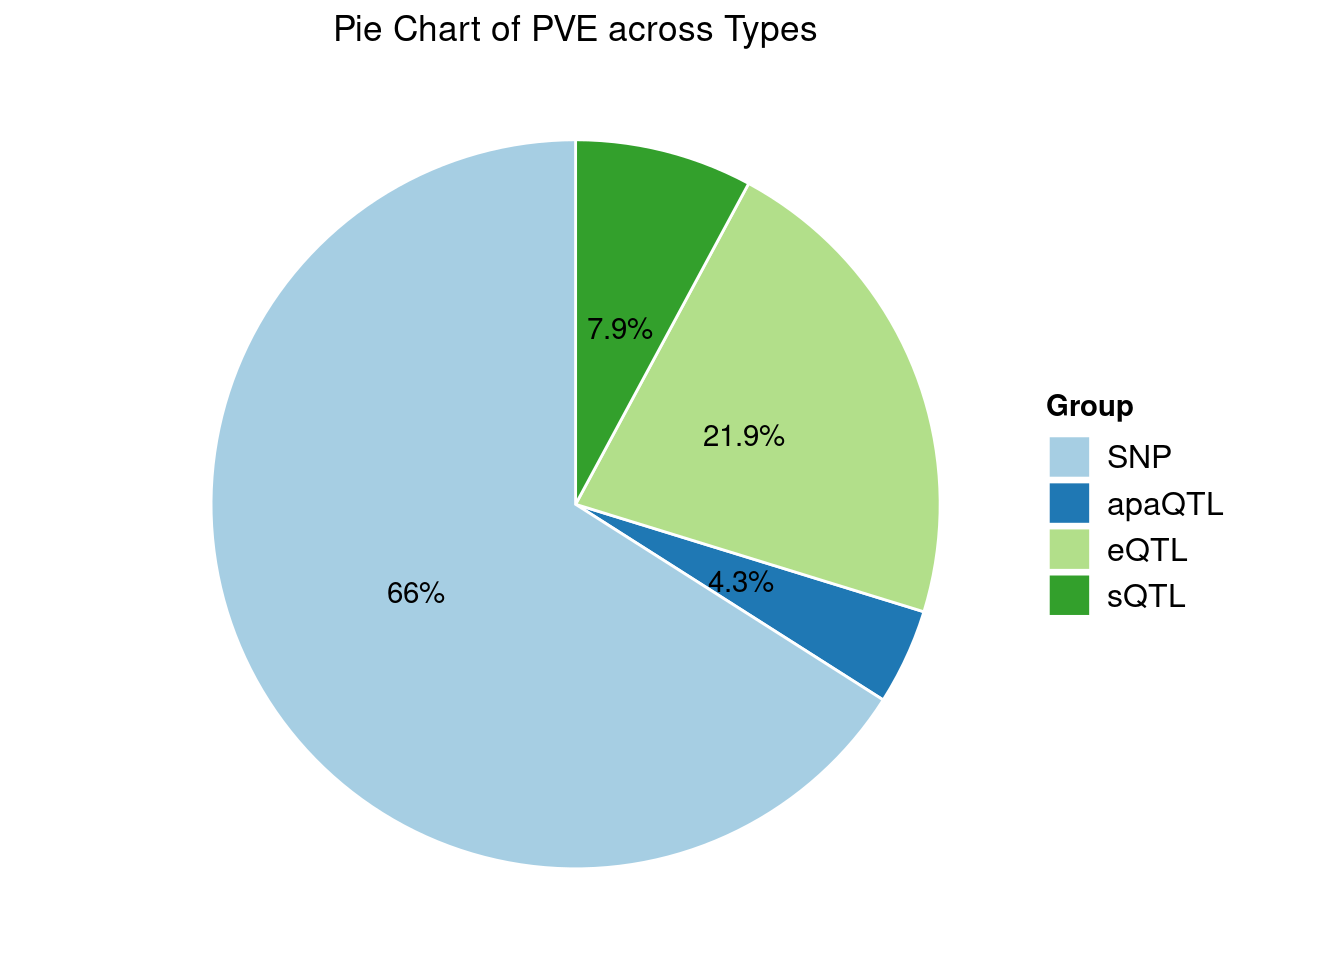 Pie Chart of PVE across Types
7.9%
21.9%
4.3%
66%
Group
SNP
apaQTL
eQTL
sQTL